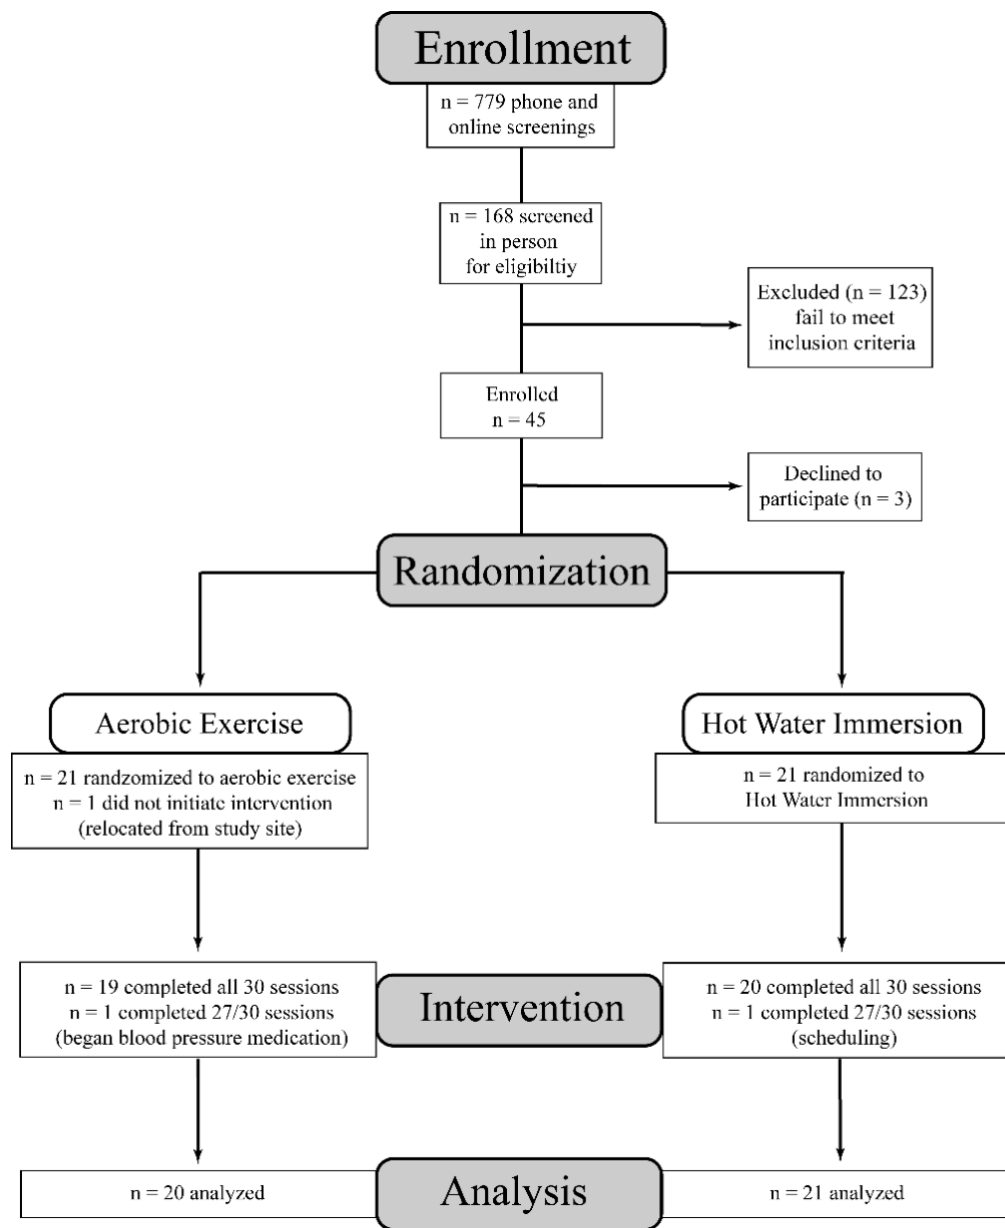 Enrollment
n = 779 phone and
online screenings
n = 168 screened
in person
for eligibiltiy
Excluded (n = 123)
fail to meet
inclusion criteria
Enrolled
n = 45
Declined to
participate (n = 3)
Randomization
Aerobic Exercise
n = 21 randzomized to aerobic exercise
n = 1 did not initiate intervention
(relocated from study site)
Hot Water Immersion
n = 21 randomized to
Hot Water Immersion
n = 19 completed all 30 sessions
n = 1 completed 27/30 sessions
(began blood pressure medication)
Intervention
n = 20 completed all 30 sessions
n = 1 completed 27/30 sessions
(scheduling)
n = 20 analyzed
Analysis
n = 21 analyzed